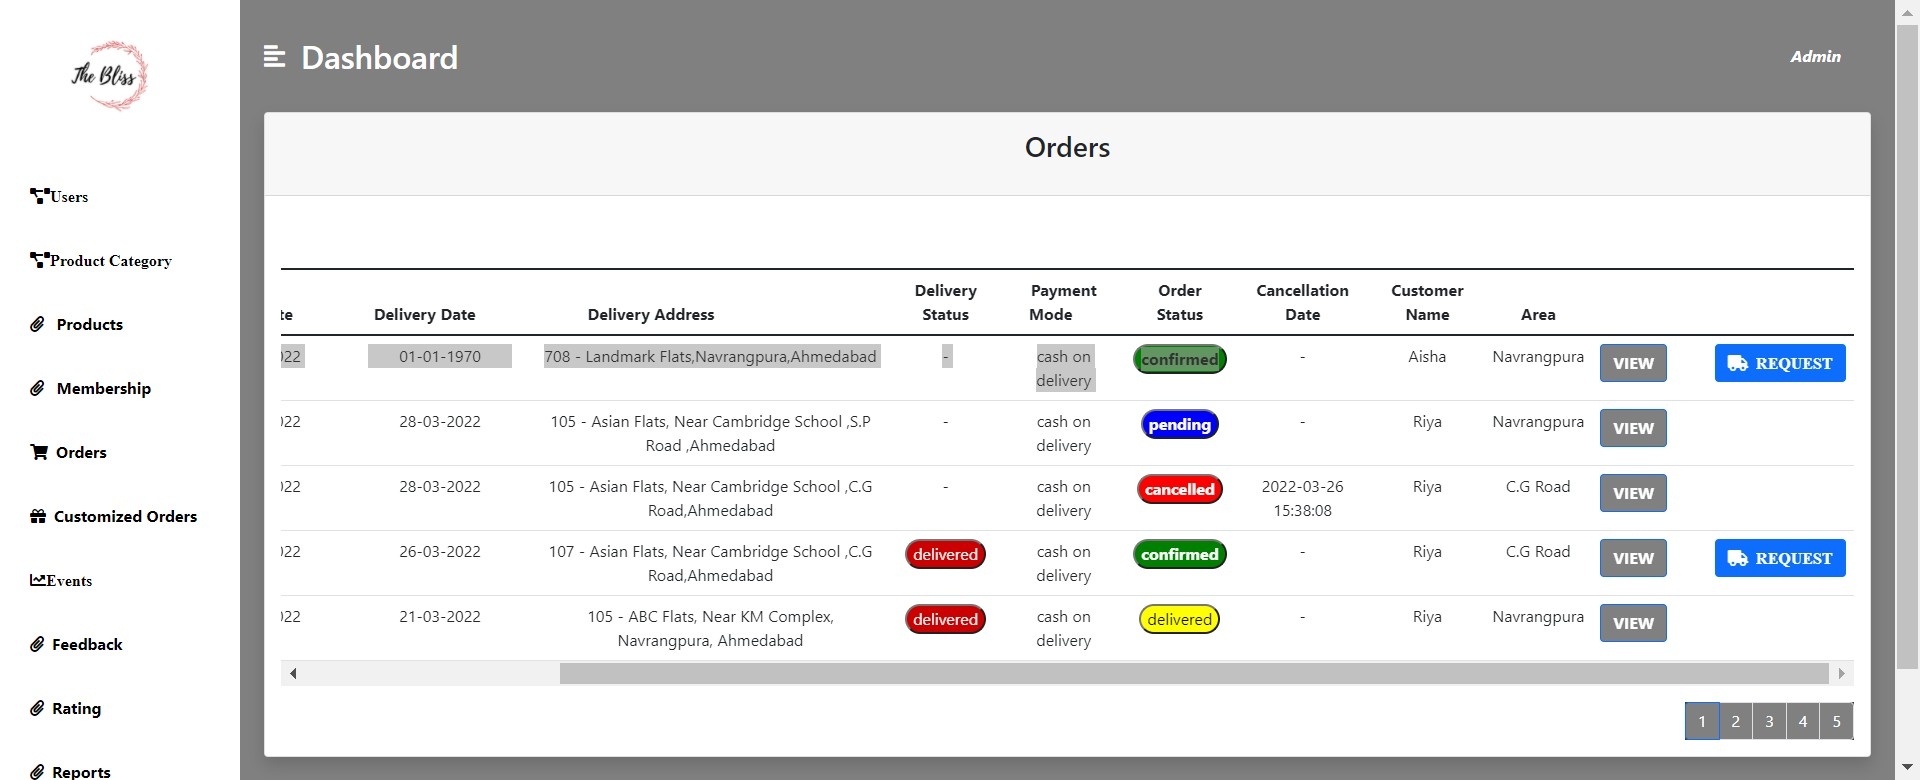 The Bliss
Dashboard
Admin
Users
Product Category
Products
Membership
Orders
Customized Orders
Events
Feedback
Rating
Reports
Orders
te Delivery Date Delivery Address Delivery Status Payment Mode Order Status Cancellation Date Customer Name Area
022 01-01-1970 708 - Landmark Flats,Navrangpura,Ahmedabad - cash on delivery confirmed - Aisha Navrangpura VIEW REQUEST
022 28-03-2022 105 - Asian Flats, Near Cambridge School ,S.P Road ,Ahmedabad - cash on delivery pending - Riya Navrangpura VIEW
022 28-03-2022 105 - Asian Flats, Near Cambridge School ,C.G Road,Ahmedabad - cash on delivery cancelled 2022-03-26 15:38:08 Riya C.G Road VIEW
022 26-03-2022 107 - Asian Flats, Near Cambridge School ,C.G Road,Ahmedabad delivered cash on delivery confirmed - Riya C.G Road VIEW REQUEST
022 21-03-2022 105 - ABC Flats, Near KM Complex, Navrangpura, Ahmedabad delivered cash on delivery delivered - Riya Navrangpura VIEW
1 2 3 4 5